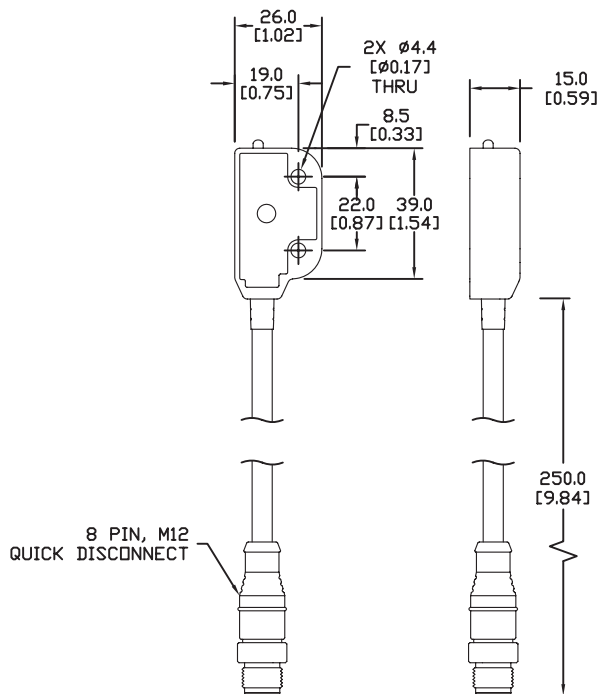 26.0
[1.02]
2X Ø4.4
[Ø0.17]
THRU
19.0
[0.75]
15.0
[0.59]
8.5
[0.33]
22.0
[0.87]
39.0
[1.54]
250.0
[9.84]
8 PIN, M12
QUICK DISCONNECT